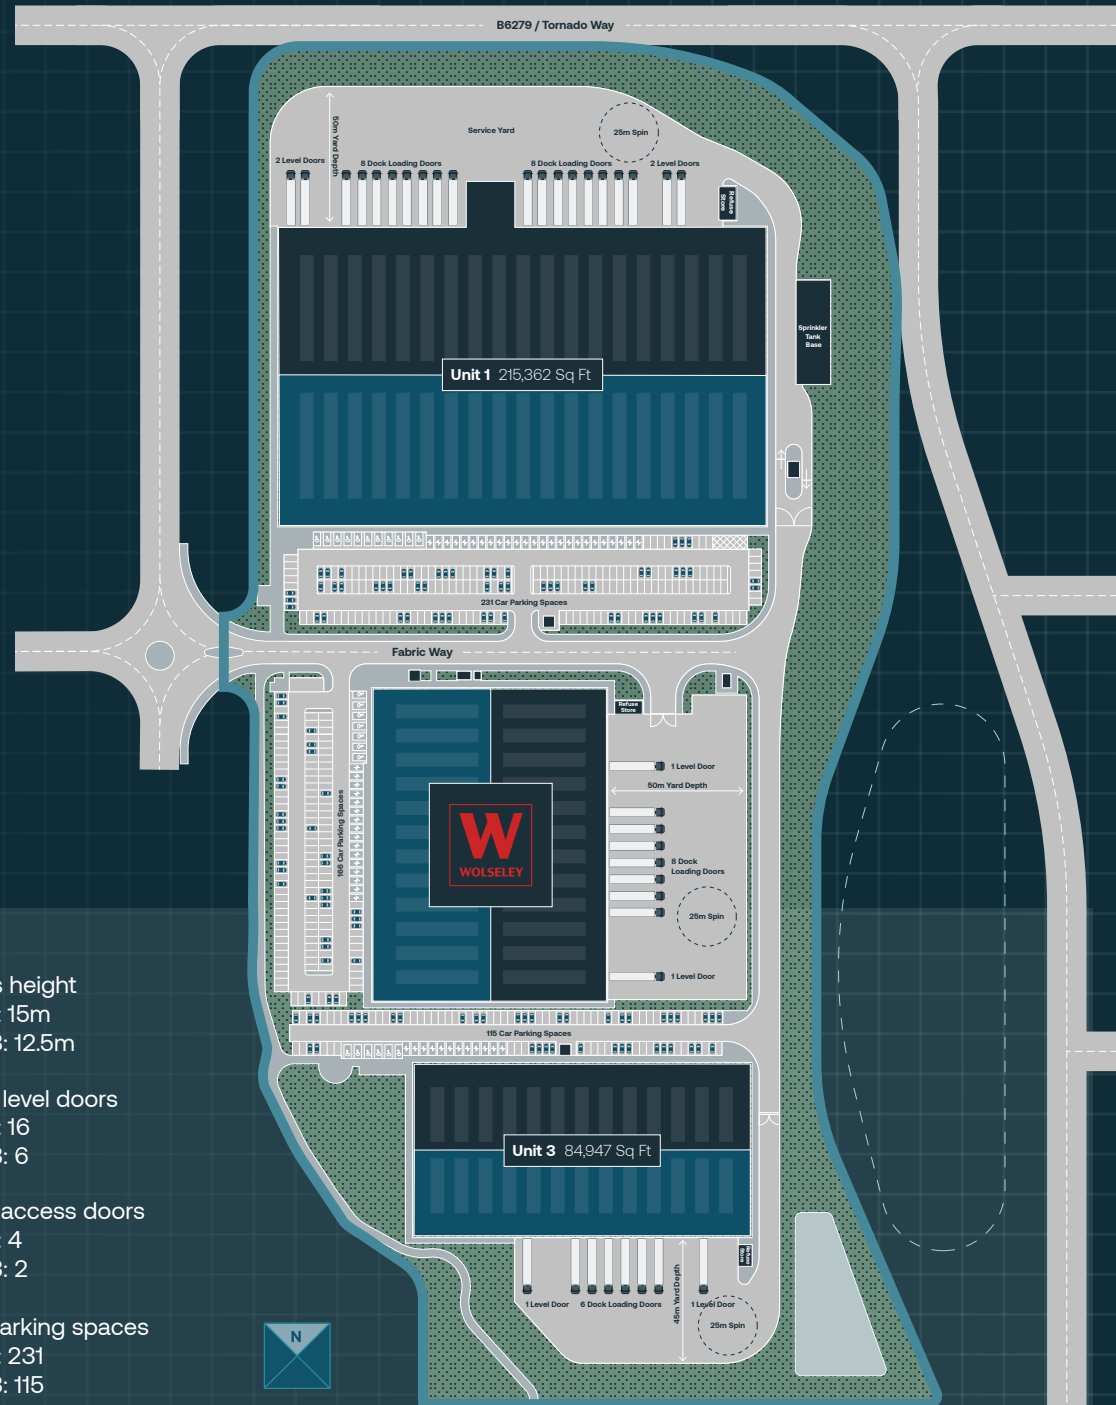 B6279 / Tornado Way
50m Yard Depth
Service Yard
25m Spin
2 Level Doors
8 Dock Loading Doors
8 Dock Loading Doors
2 Level Doors
Refuse
Store
Sprinkler
Tank
Base
Unit 1 215,362 Sq Ft
231 Car Parking Spaces
Fabric Way
Refuse
Store
1 Level Door
50m Yard Depth
166 Car Parking Spaces
W
WOLSELEY
8 Dock
Loading Doors
25m Spin
1 Level Door
115 Car Parking Spaces
Unit 3 84,947 Sq Ft
Refuse
Store
45m Yard Depth
1 Level Door
6 Dock Loading Doors
1 Level Door
25m Spin
s height
: 15m
3: 12.5m
level doors
: 16
3: 6
access doors
: 4
3: 2
arking spaces
: 231
3: 115
N